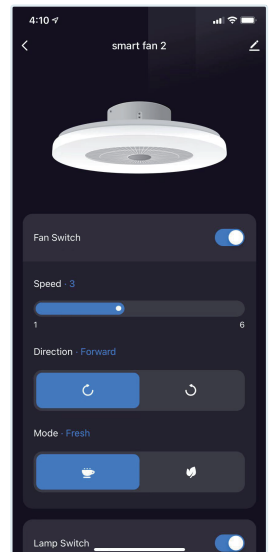 4:10
smart fan 2
Fan Switch
Speed · 3
1 6
Direction · Forward
Mode · Fresh
Lamp Switch